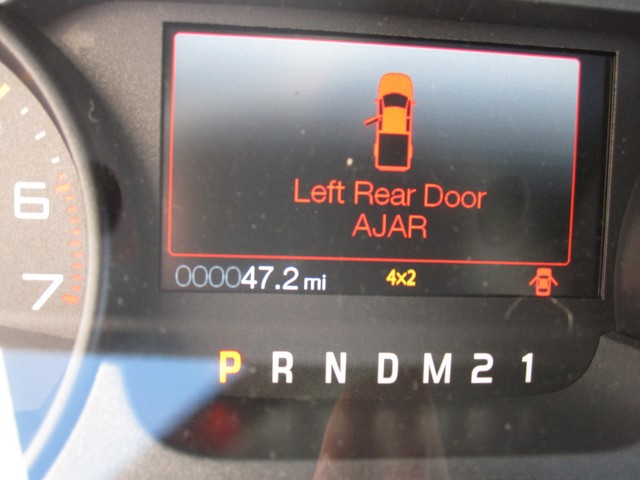 6
7
Left Rear Door
AJAR
000047.2 mi
4x2
P R N D M 2 1